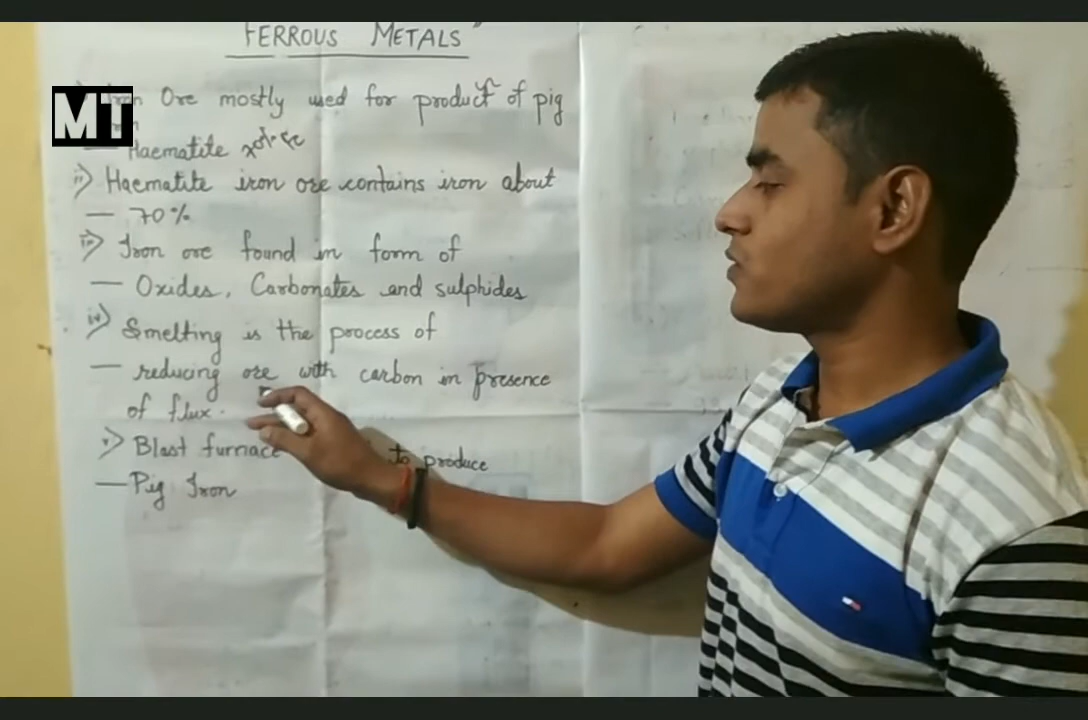 FERROUS METALS"
MT
Ore mostly used for product^n of pig
— Haematite
ii) Haematite iron ore contains iron about
— 70%
iii) Iron ore found in form of
— Oxides, Carbonates and sulphides
iv) Smelting is the process of
— reducing ore with carbon in presence
of flux.
v) Blast furnace to produce
— Pig Iron